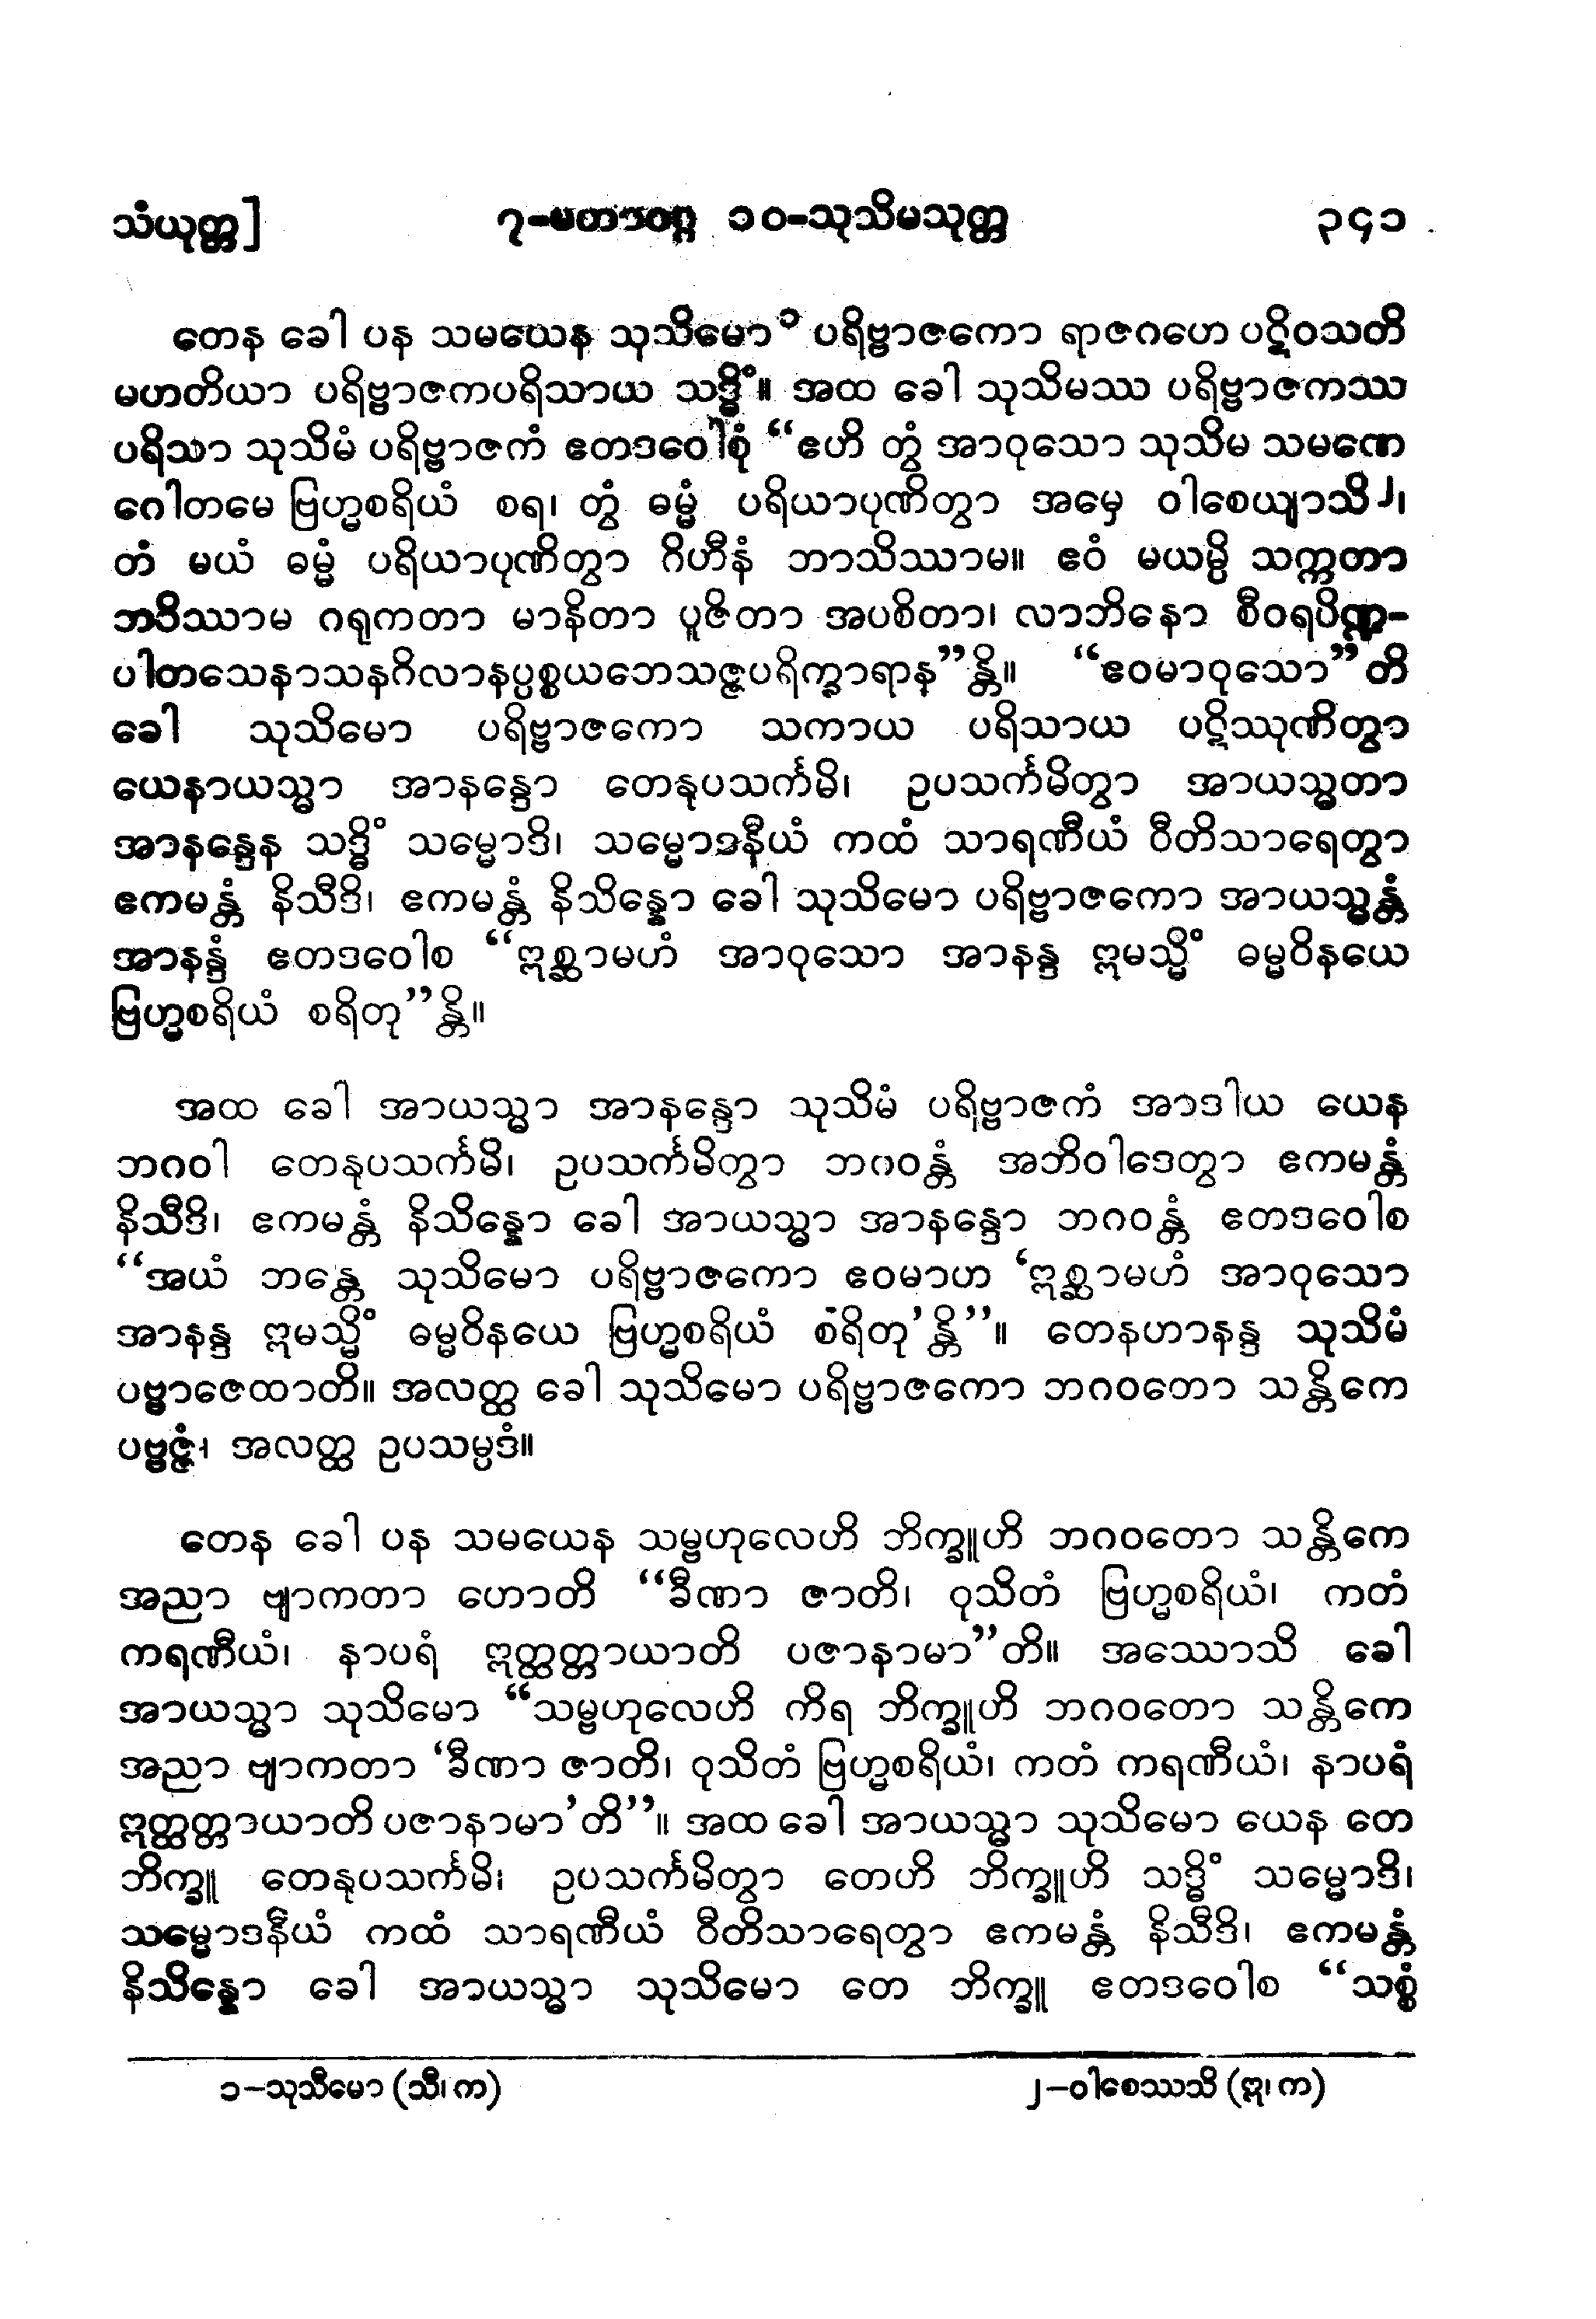 သံယုတ္တ]
၇-မဟာဝဂ္ဂ ၁၀-သုသိမသုတ္တ
၃၄၁
တေန ခေါ ပန သမယေန သုသိမော၁ ပရိဗ္ဗာဇကော ရာဇဂဟေ ပဋိဝသတိ
မဟတိယာ ပရိဗ္ဗာဇကပရိသာယ သဒ္ဓိံ။ အထ ခေါ သုသိမဿ ပရိဗ္ဗာဇကဿ
ပရိသာ သုသိမံ ပရိဗ္ဗာဇကံ ဧတဒဝေါစုံ “ဧဟိ တွံ အာဝုသော သုသိမ သမဏေ
ဂေါတမေ ဗြဟ္မစရိယံ စရ၊ တွံ ဓမ္မံ ပရိယာပုဏိတွာ အမှေ ဝါစေယျာသိ၂၊
တံ မယံ ဓမ္မံ ပရိယာပုဏိတွာ ဂိဟီနံ ဘာသိဿာမ။ ဧဝံ မယမ္ပိ သက္ကတာ
ဘဝိဿာမ ဂရုကတာ မာနိတာ ပူဇိတာ အပစိတာ၊ လာဘိနော စီဝရပိဏ္ဍ-
ပါတသေနာသနဂိလာနပ္ပစ္စယဘေသဇ္ဇပရိက္ခာရာန”န္တိ။ “ဧဝမာဝုသော”တိ
ခေါ သုသိမော ပရိဗ္ဗာဇကော သကာယ ပရိသာယ ပဋိဿုဏိတွာ
ယေနာယသ္မာ အာနန္ဒော တေနုပသင်္ကမိ၊ ဥပသင်္ကမိတွာ အာယသ္မတာ
အာနန္ဒေန သဒ္ဓိံ သမ္မောဒိ၊ သမ္မောဒနီယံ ကထံ သာရဏီယံ ဝီတိသာရေတွာ
ဧကမန္တံ နိသီဒိ၊ ဧကမန္တံ နိသိန္နော ခေါ သုသိမော ပရိဗ္ဗာဇကော အာယသ္မန္တံ
အာနန္ဒံ ဧတဒဝေါစ “ဣစ္ဆာမဟံ အာဝုသော အာနန္ဒ ဣမသ္မိံ ဓမ္မဝိနယေ
ဗြဟ္မစရိယံ စရိတု”န္တိ။
အထ ခေါ အာယသ္မာ အာနန္ဒော သုသိမံ ပရိဗ္ဗာဇကံ အာဒါယ ယေန
ဘဂဝါ တေနုပသင်္ကမိ၊ ဥပသင်္ကမိတွာ ဘဂဝန္တံ အဘိဝါဒေတွာ ဧကမန္တံ
နိသီဒိ၊ ဧကမန္တံ နိသိန္နော ခေါ အာယသ္မာ အာနန္ဒော ဘဂဝန္တံ ဧတဒဝေါစ
“အယံ ဘန္တေ သုသိမော ပရိဗ္ဗာဇကော ဧဝမာဟ ‘ဣစ္ဆာမဟံ အာဝုသော
အာနန္ဒ ဣမသ္မိံ ဓမ္မဝိနယေ ဗြဟ္မစရိယံ စရိတု’န္တိ”။ တေနဟာနန္ဒ သုသိမံ
ပဗ္ဗာဇေထာတိ။ အလတ္ထ ခေါ သုသိမော ပရိဗ္ဗာဇကော ဘဂဝတော သန္တိကေ
ပဗ္ဗဇ္ဇံ၊ အလတ္ထ ဥပသမ္ပဒံ။
တေန ခေါ ပန သမယေန သမ္ဗဟုလေဟိ ဘိက္ခူဟိ ဘဂဝတော သန္တိကေ
အညာ ဗျာကတာ ဟောတိ “ခီဏာ ဇာတိ၊ ဝုသိတံ ဗြဟ္မစရိယံ၊ ကတံ
ကရဏီယံ၊ နာပရံ ဣတ္ထတ္တာယာတိ ပဇာနာမာ”တိ။ အဿောသိ ခေါ
အာယသ္မာ သုသိမော “သမ္ဗဟုလေဟိ ကိရ ဘိက္ခူဟိ ဘဂဝတော သန္တိကေ
အညာ ဗျာကတာ ‘ခီဏာ ဇာတိ၊ ဝုသိတံ ဗြဟ္မစရိယံ၊ ကတံ ကရဏီယံ၊ နာပရံ
ဣတ္ထတ္တာယာတိ ပဇာနာမာ’တိ”။ အထ ခေါ အာယသ္မာ သုသိမော ယေန တေ
ဘိက္ခူ တေနုပသင်္ကမိ၊ ဥပသင်္ကမိတွာ တေဟိ ဘိက္ခူဟိ သဒ္ဓိံ သမ္မောဒိ၊
သမ္မောဒနီယံ ကထံ သာရဏီယံ ဝီတိသာရေတွာ ဧကမန္တံ နိသီဒိ၊ ဧကမန္တံ
နိသိန္နော ခေါ အာယသ္မာ သုသိမော တေ ဘိက္ခူ ဧတဒဝေါစ “သစ္စံ
၁-သုသီမော (သီ၊ က)
၂-ဝါစေဿသိ (ဣ၊ က)